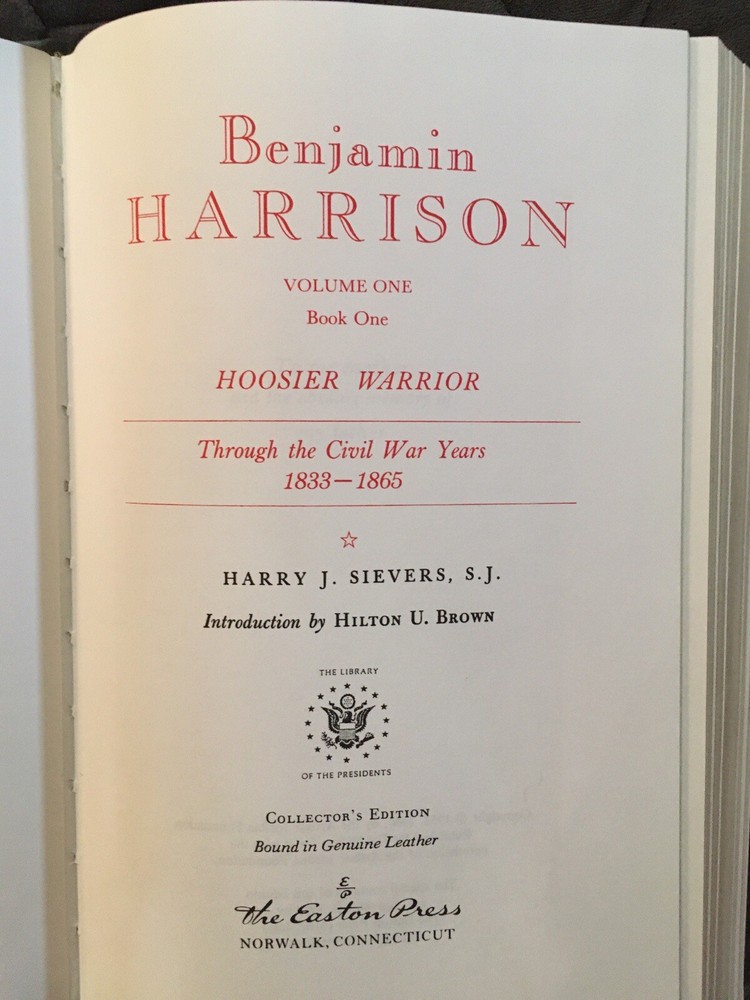 Benjamin
HARRISON
VOLUME ONE
Book One
HOOSIER WARRIOR
Through the Civil War Years
1833—1865
HARRY J. SIEVERS, S.J.
Introduction by HILTON U. BROWN
THE LIBRARY
OF THE PRESIDENTS
COLLECTOR'S EDITION
Bound in Genuine Leather
E/P
The Easton Press
NORWALK, CONNECTICUT